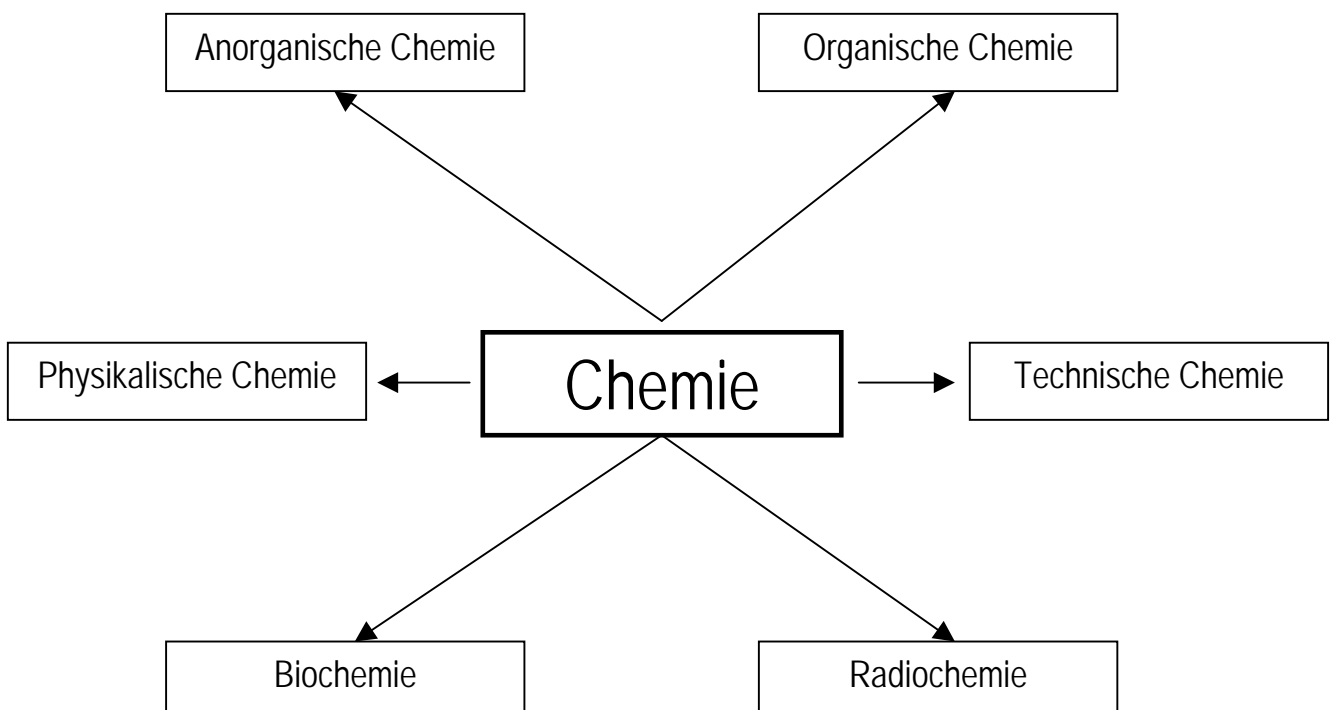 Anorganische Chemie
Organische Chemie
Physikalische Chemie
Chemie
Technische Chemie
Biochemie
Radiochemie